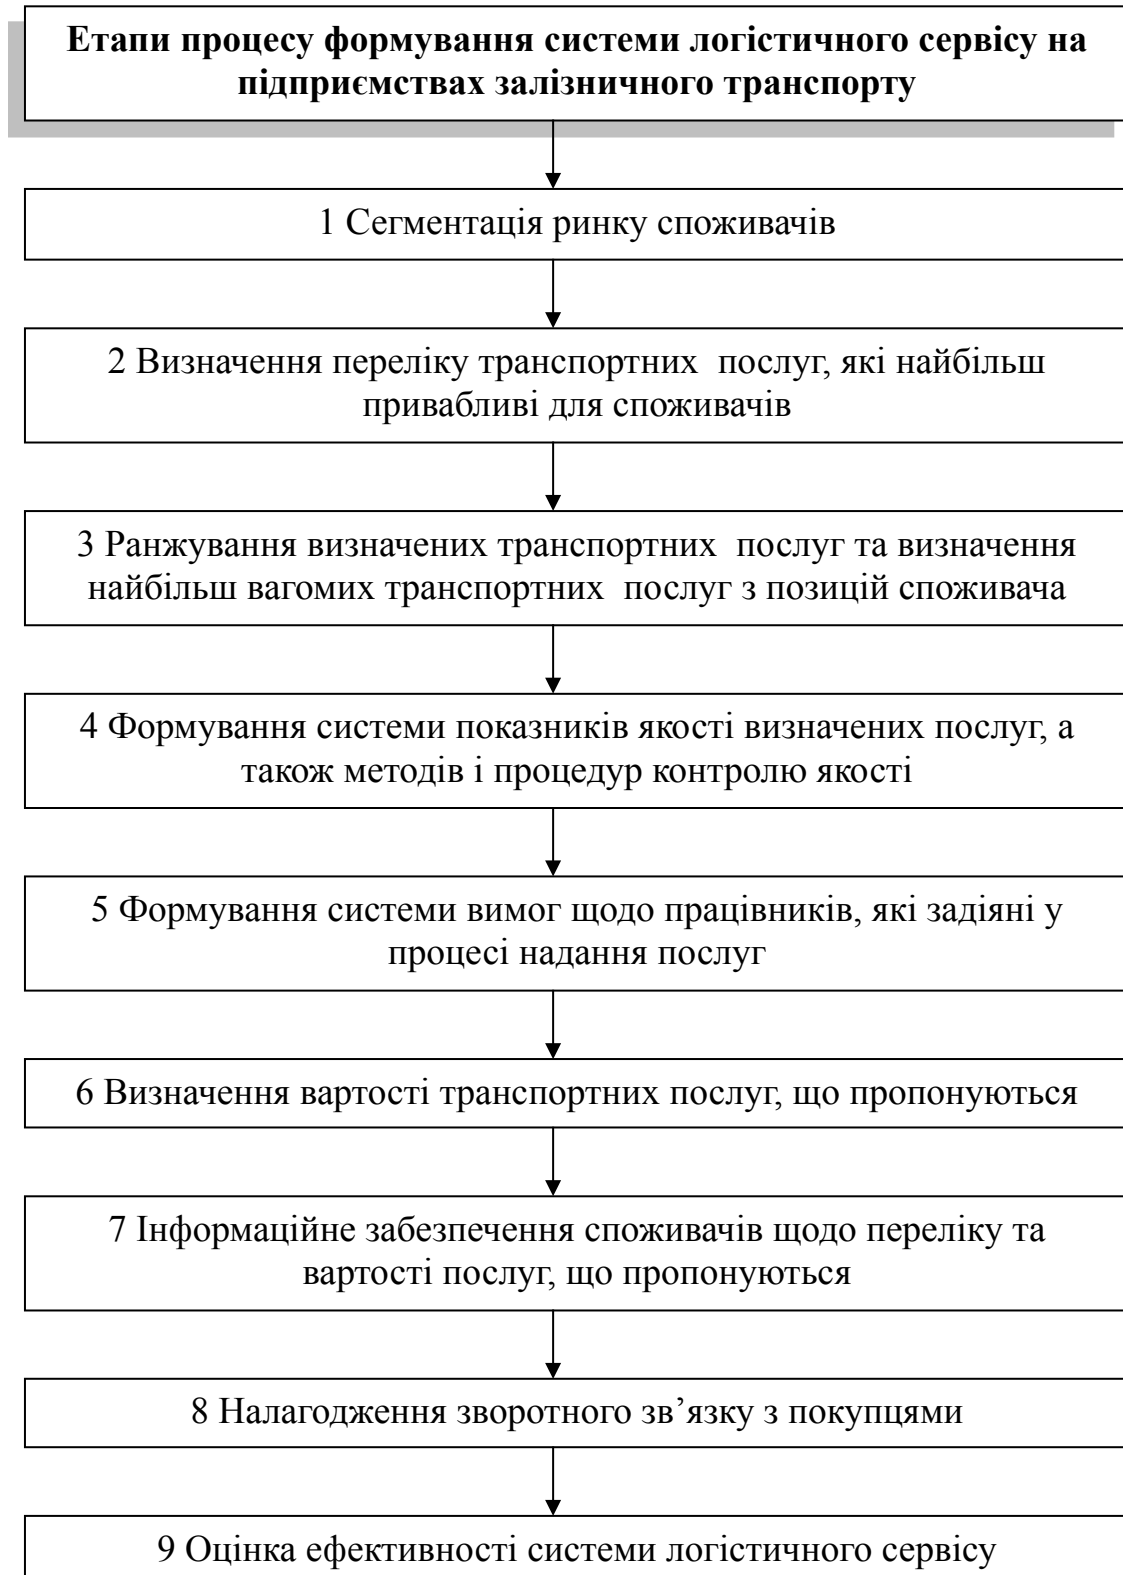 Етапи процесу формування системи логістичного сервісу на
підприємствах залізничного транспорту
1 Сегментація ринку споживачів
2 Визначення переліку транспортних  послуг, які найбільш
привабливі для споживачів
3 Ранжування визначених транспортних  послуг та визначення
найбільш вагомих транспортних  послуг з позицій споживача
4 Формування системи показників якості визначених послуг, а
також методів і процедур контролю якості
5 Формування системи вимог щодо працівників, які задіяні у
процесі надання послуг
6 Визначення вартості транспортних послуг, що пропонуються
7 Інформаційне забезпечення споживачів щодо переліку та
вартості послуг, що пропонуються
8 Налагодження зворотного зв’язку з покупцями
9 Оцінка ефективності системи логістичного сервісу